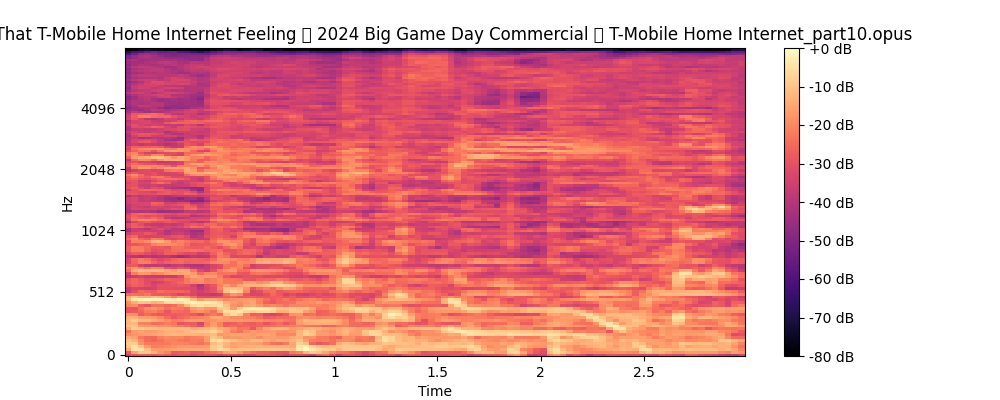 That T-Mobile Home Internet Feeling 2024 Big Game Day Commercial T-Mobile Home Internet_part10.opus
+0 dB
-10 dB
-20 dB
-30 dB
-40 dB
-50 dB
-60 dB
-70 dB
-80 dB
4096
2048
1024
512
0
Hz
0 0.5 1 1.5 2 2.5
Time